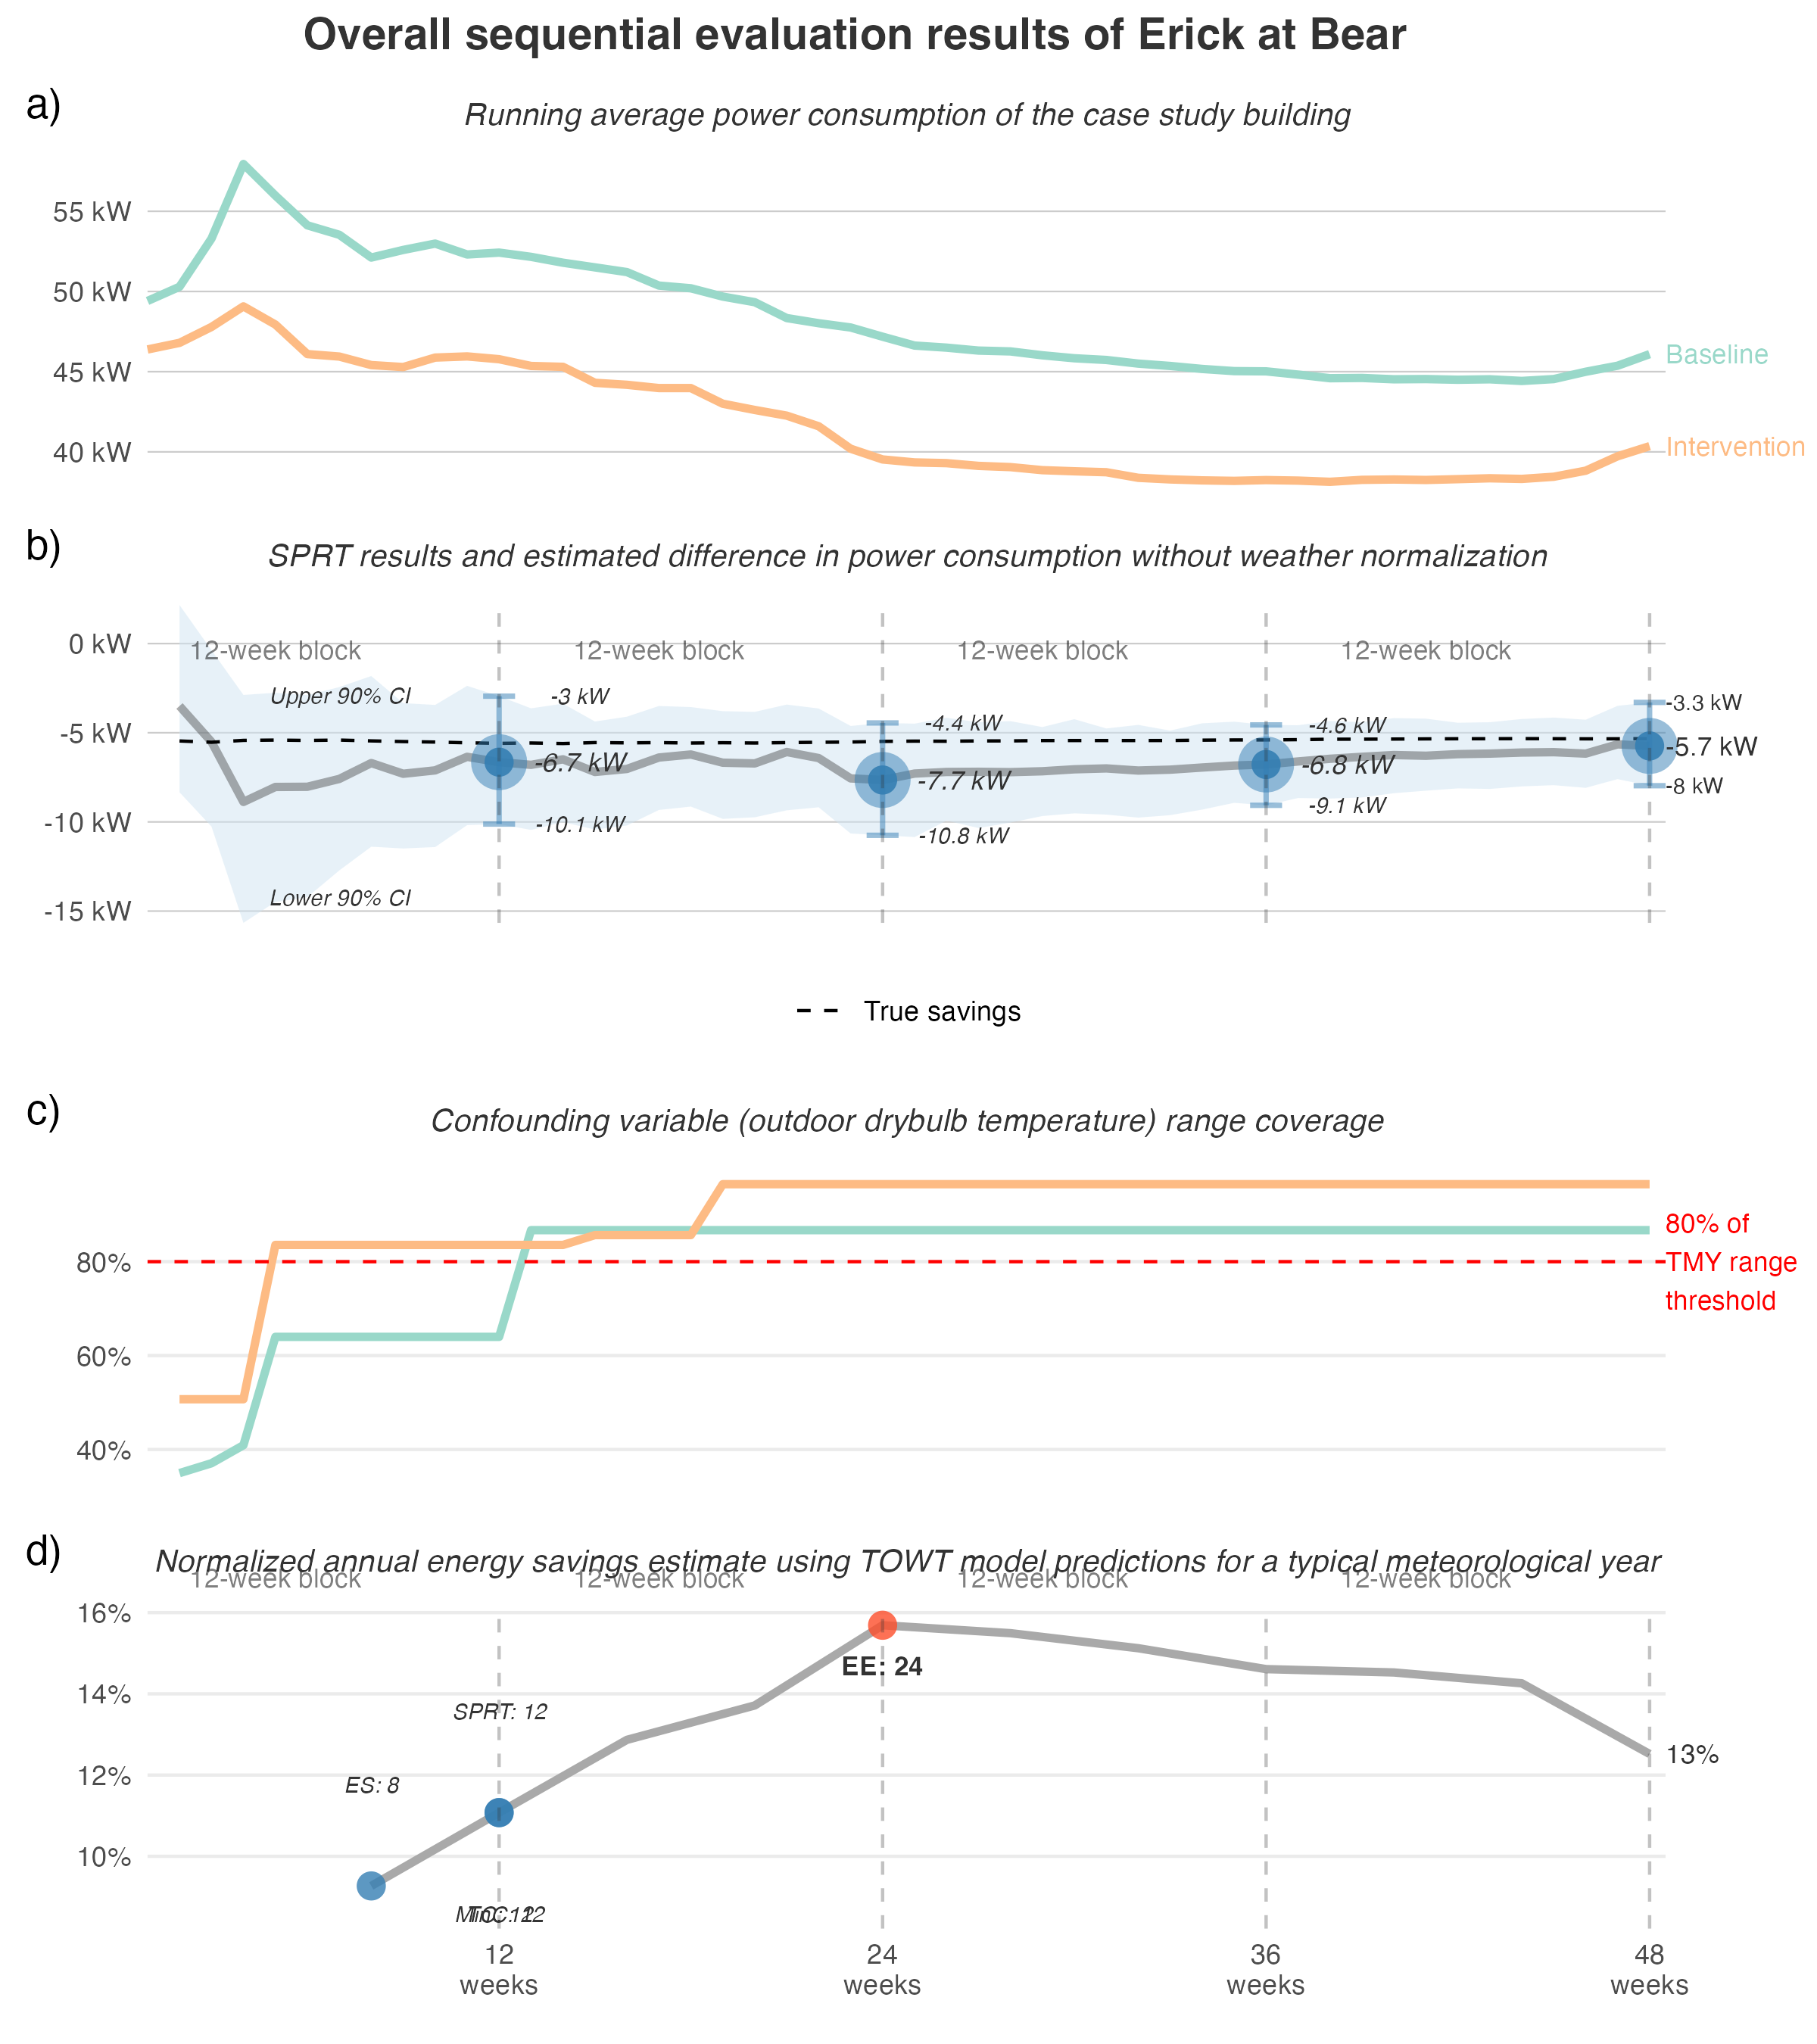 Overall sequential evaluation results of Erick at Bear
a)
Running average power consumption of the case study building
55 kW
50 kW
45 kW
40 kW
Baseline
Intervention
b)
SPRT results and estimated difference in power consumption without weather normalization
0 kW
-5 kW
-10 kW
-15 kW
12-week block
12-week block
12-week block
12-week block
Upper 90% CI
Lower 90% CI
-3 kW
-6.7 kW
-10.1 kW
-4.4 kW
-7.7 kW
-10.8 kW
-4.6 kW
-6.8 kW
-9.1 kW
-3.3 kW
-5.7 kW
-8 kW
True savings
c)
Confounding variable (outdoor drybulb temperature) range coverage
80%
60%
40%
80% of
TMY range
threshold
d)
Normalized annual energy savings estimate using TOWT model predictions for a typical meteorological year
12-week block
12-week block
12-week block
12-week block
16%
14%
12%
10%
SPRT: 12
ES: 8
EE: 24
13%
12
weeks
24
weeks
36
weeks
48
weeks